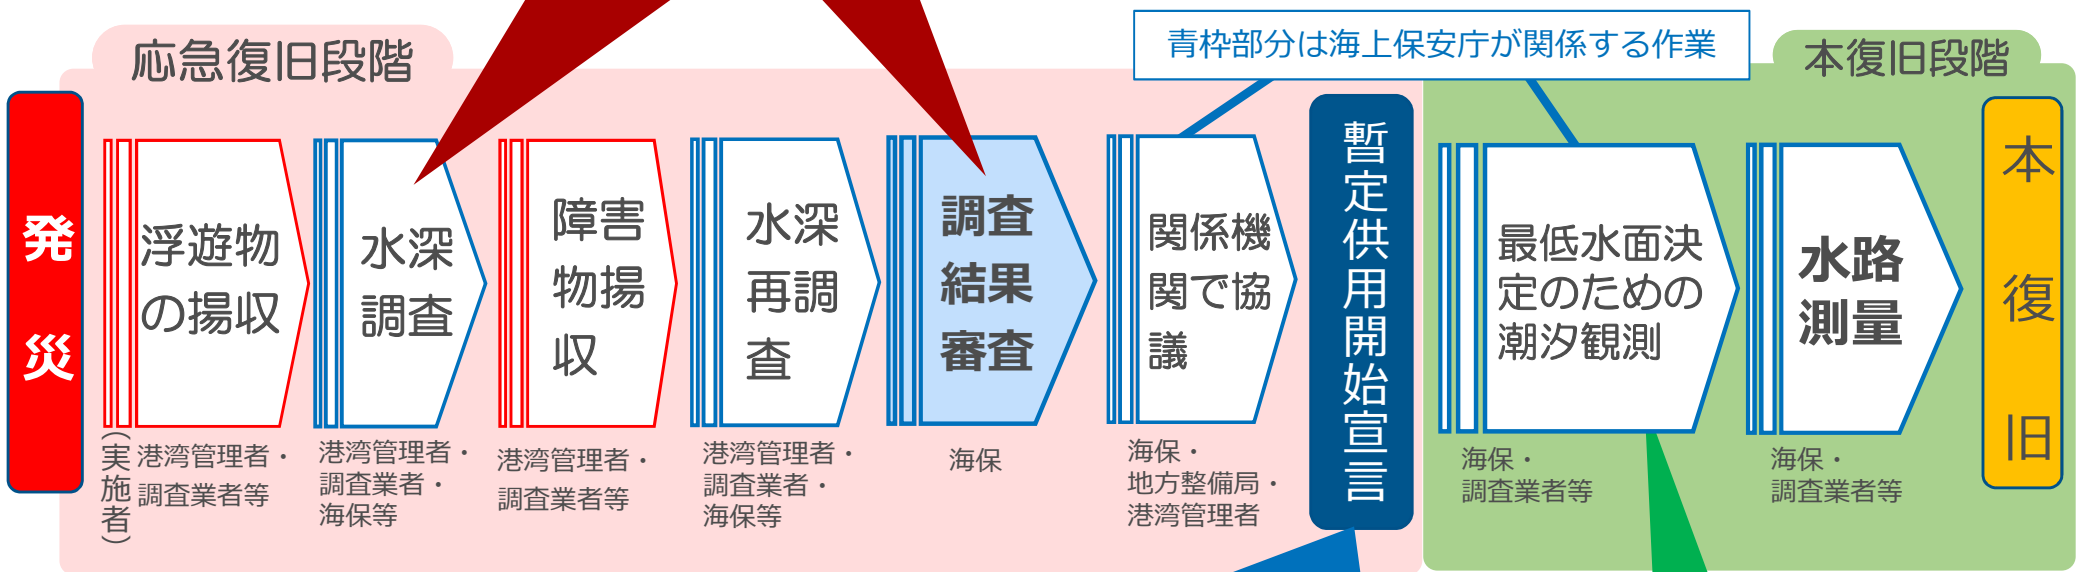 応急復旧段階
青枠部分は海上保安庁が関係する作業
本復旧段階
発災
浮遊物
の揚収
水深
調査
障害
物揚
収
水深
再調
査
調査
結果
審査
関係機
関で協
議
暫定供用開始宣言
最低水面決
定のための
潮汐観測
水路
測量
本復旧
(実施者)
港湾管理者・
調査業者等
港湾管理者・
調査業者・
海保等
港湾管理者・
調査業者等
港湾管理者・
調査業者・
海保等
海保
海保・
地方整備局・
港湾管理者
海保・
調査業者等
海保・
調査業者等